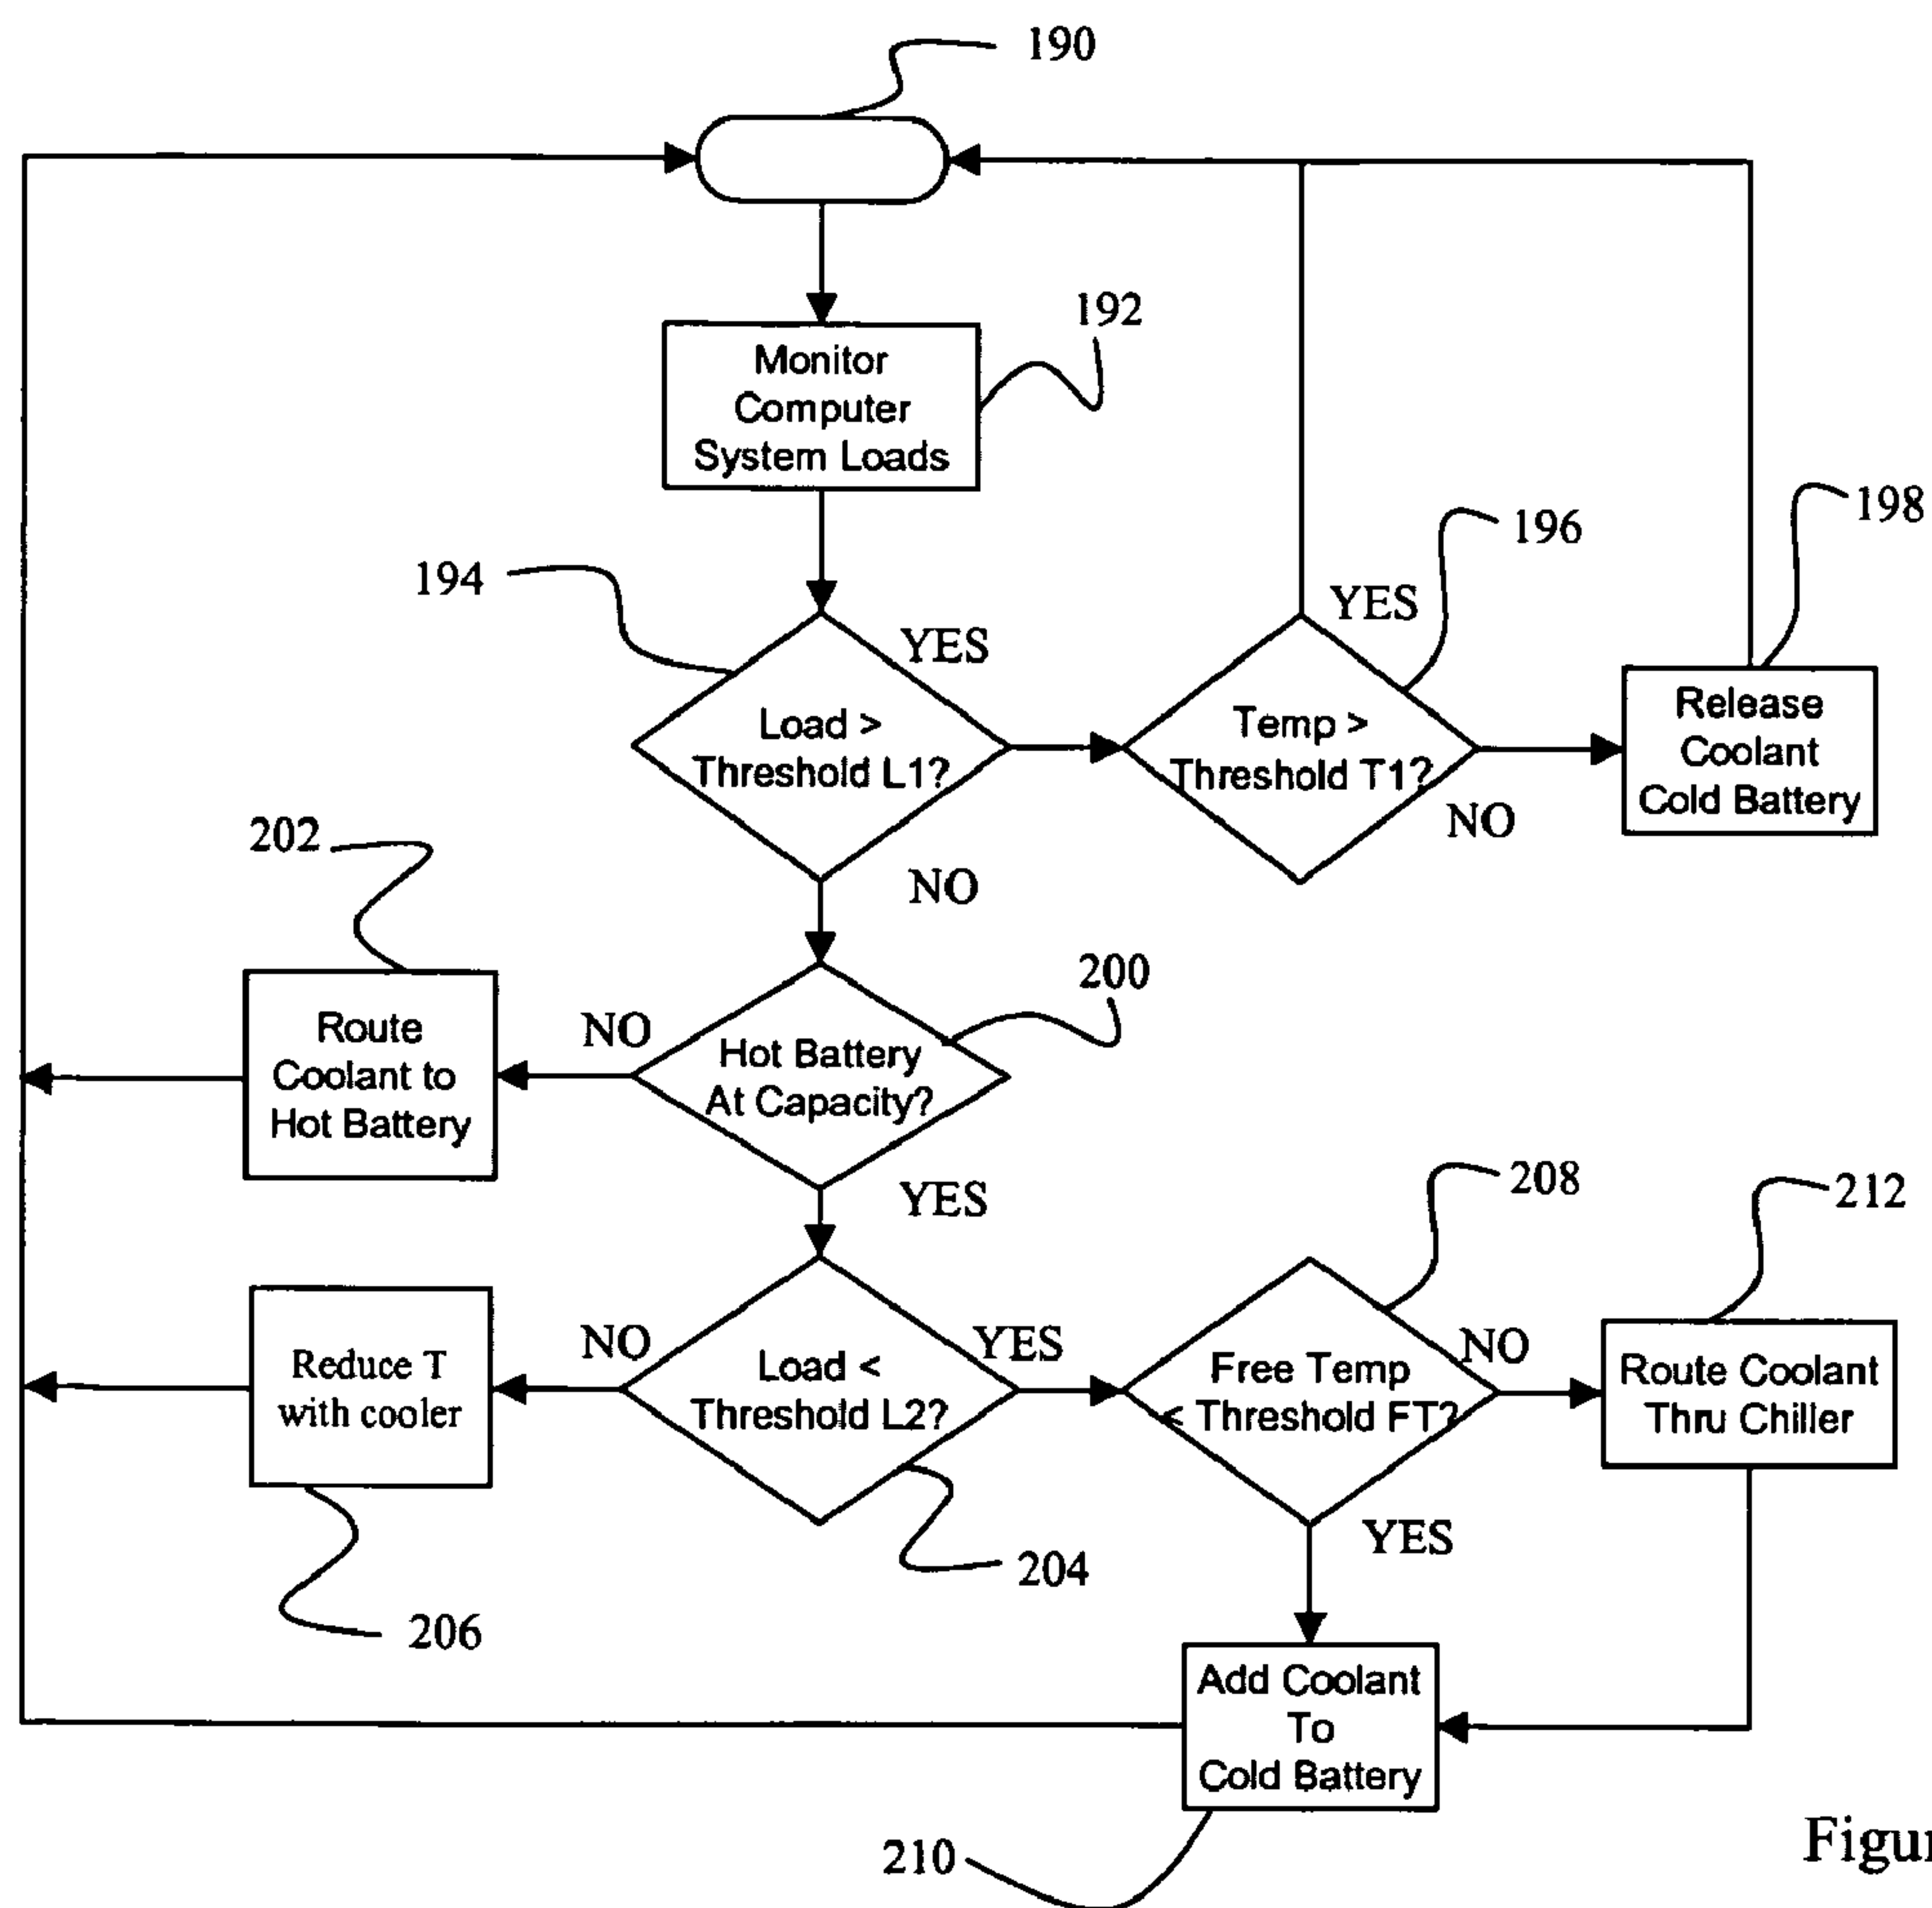 190
Monitor
Computer
System Loads
192
194
Load >
Threshold L1?
YES
NO
196
Temp >
Threshold T1?
YES
NO
198
Release
Coolant
Cold Battery
200
Hot Battery
At Capacity?
NO
YES
202
Route
Coolant to
Hot Battery
204
Load <
Threshold L2?
NO
YES
206
Reduce T
with cooler
208
Free Temp
< Threshold FT?
NO
YES
212
Route Coolant
Thru Chiller
Add Coolant
To
Cold Battery
210